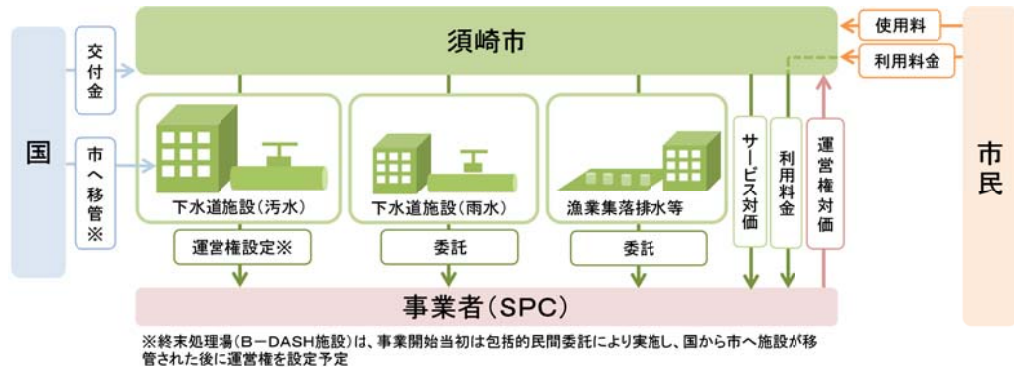 須崎市
使用料
利用料金
国
交付金
市へ移管※
下水道施設(汚水)
下水道施設(雨水)
漁業集落排水等
運営権設定※
委託
委託
サービス対価
利用料金
運営権対価
市民
事業者(SPC)
※終末処理場(B－DASH施設)は、事業開始当初は包括的民間委託により実施し、国から市へ施設が移
管された後に運営権を設定予定